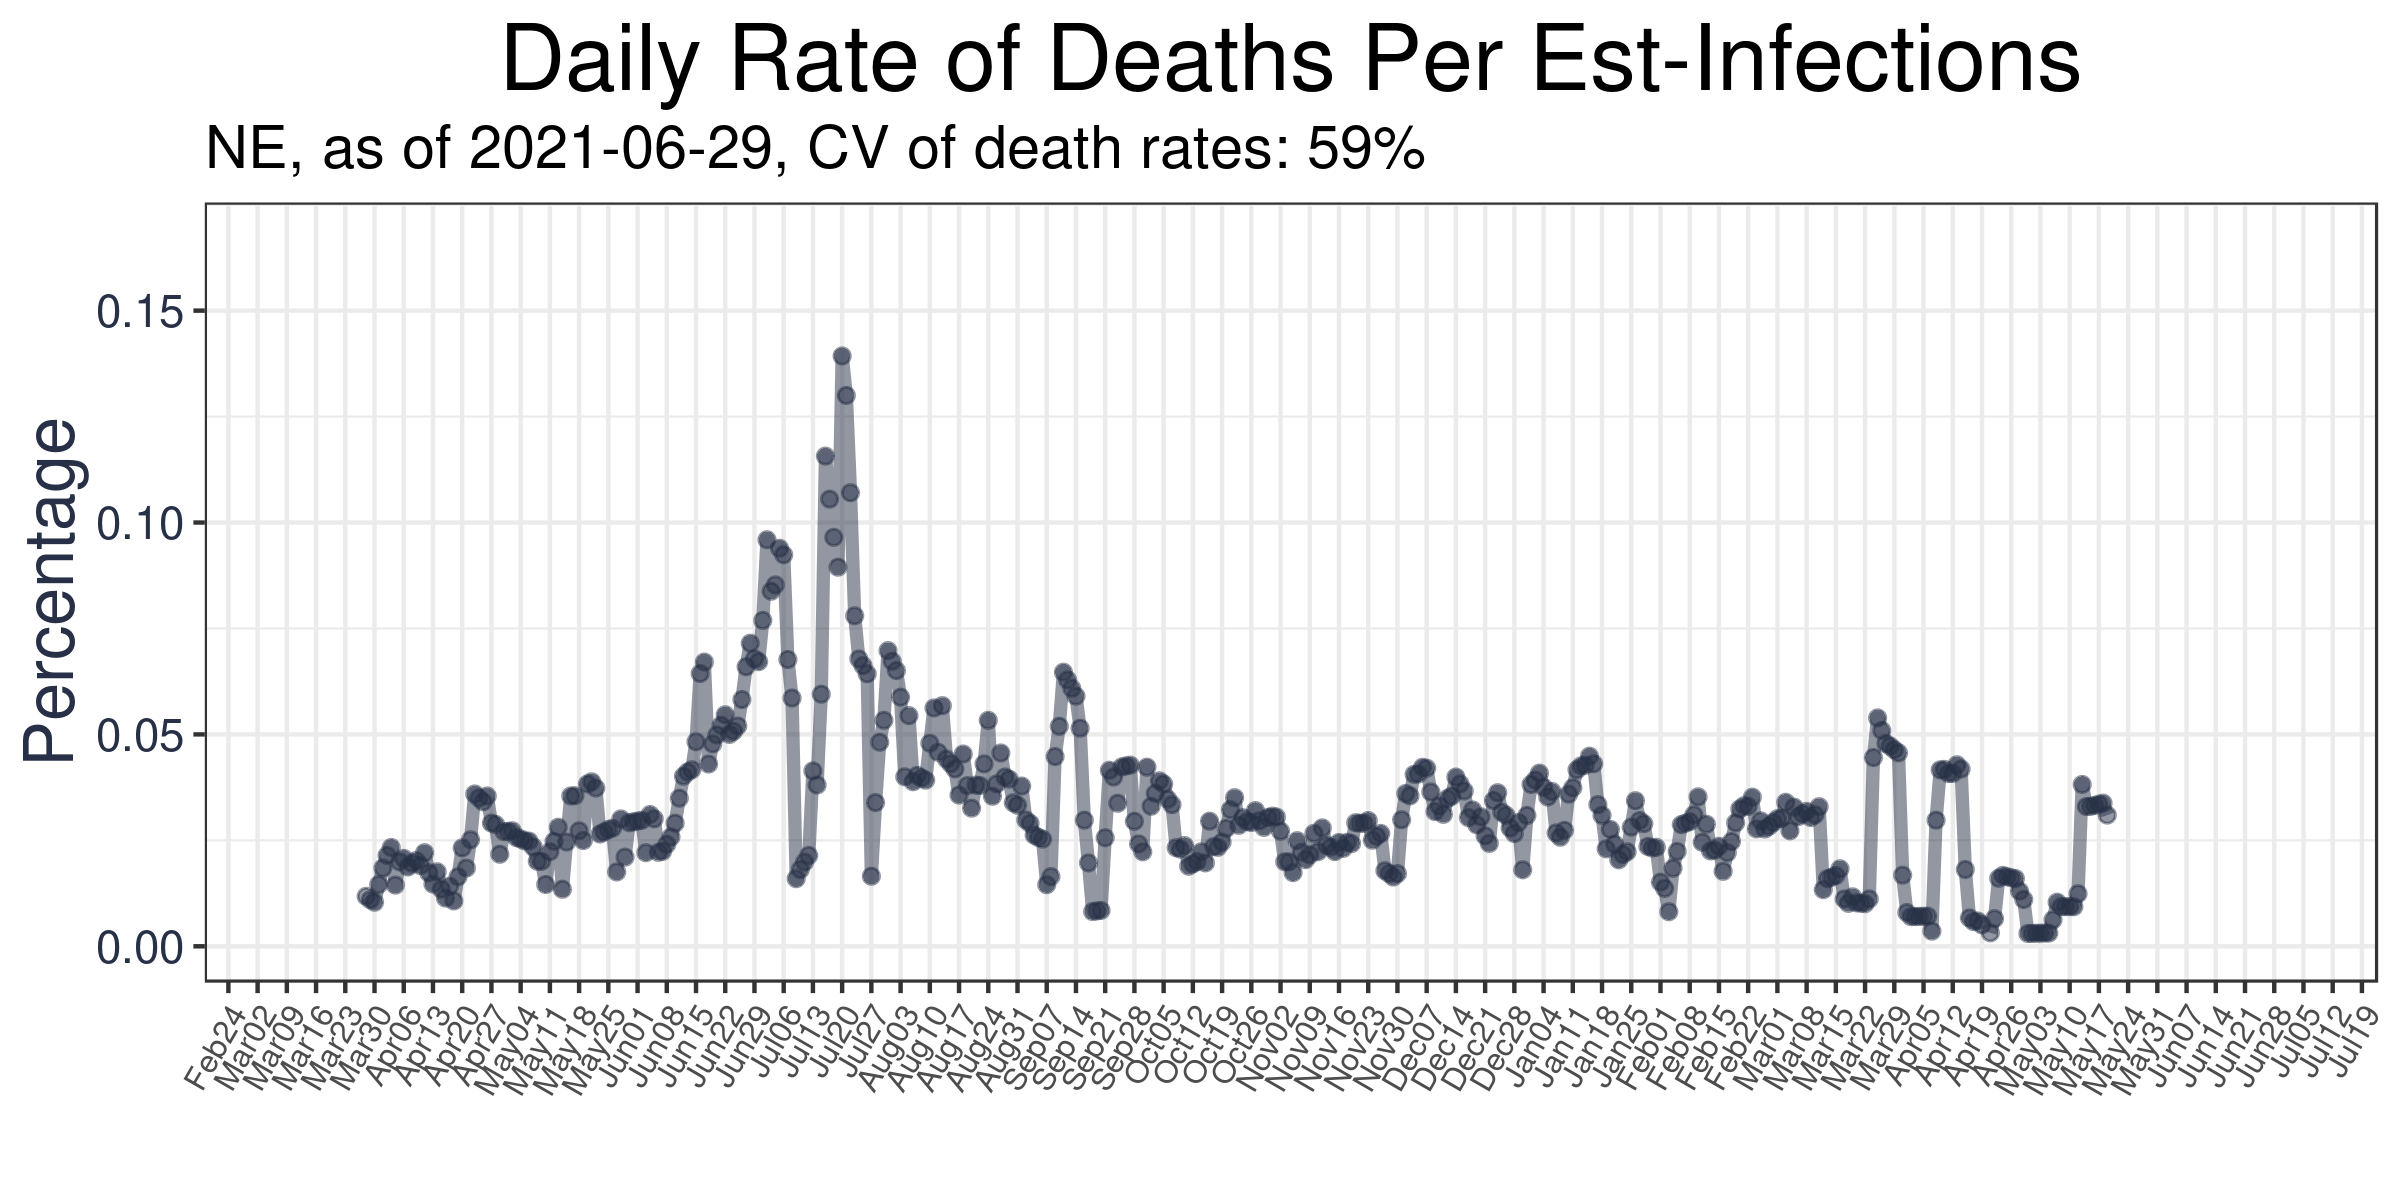 Daily Rate of Deaths Per Est-Infections
NE, as of 2021-06-29, CV of death rates: 59%
Percentage
0.15
0.10
0.05
0.00
Feb24
Mar02
Mar09
Mar16
Mar23
Mar30
Apr06
Apr13
Apr20
Apr27
May04
May11
May18
May25
Jun01
Jun08
Jun15
Jun22
Jun29
Jul06
Jul13
Jul20
Jul27
Aug03
Aug10
Aug17
Aug24
Aug31
Sep07
Sep14
Sep21
Sep28
Oct05
Oct12
Oct19
Oct26
Nov02
Nov09
Nov16
Nov23
Nov30
Dec07
Dec14
Dec21
Dec28
Jan04
Jan11
Jan18
Jan25
Feb01
Feb08
Feb15
Feb22
Mar01
Mar08
Mar15
Mar22
Mar29
Apr05
Apr12
Apr19
Apr26
May03
May10
May17
May24
May31
Jun07
Jun14
Jun21
Jun28
Jul05
Jul12
Jul19